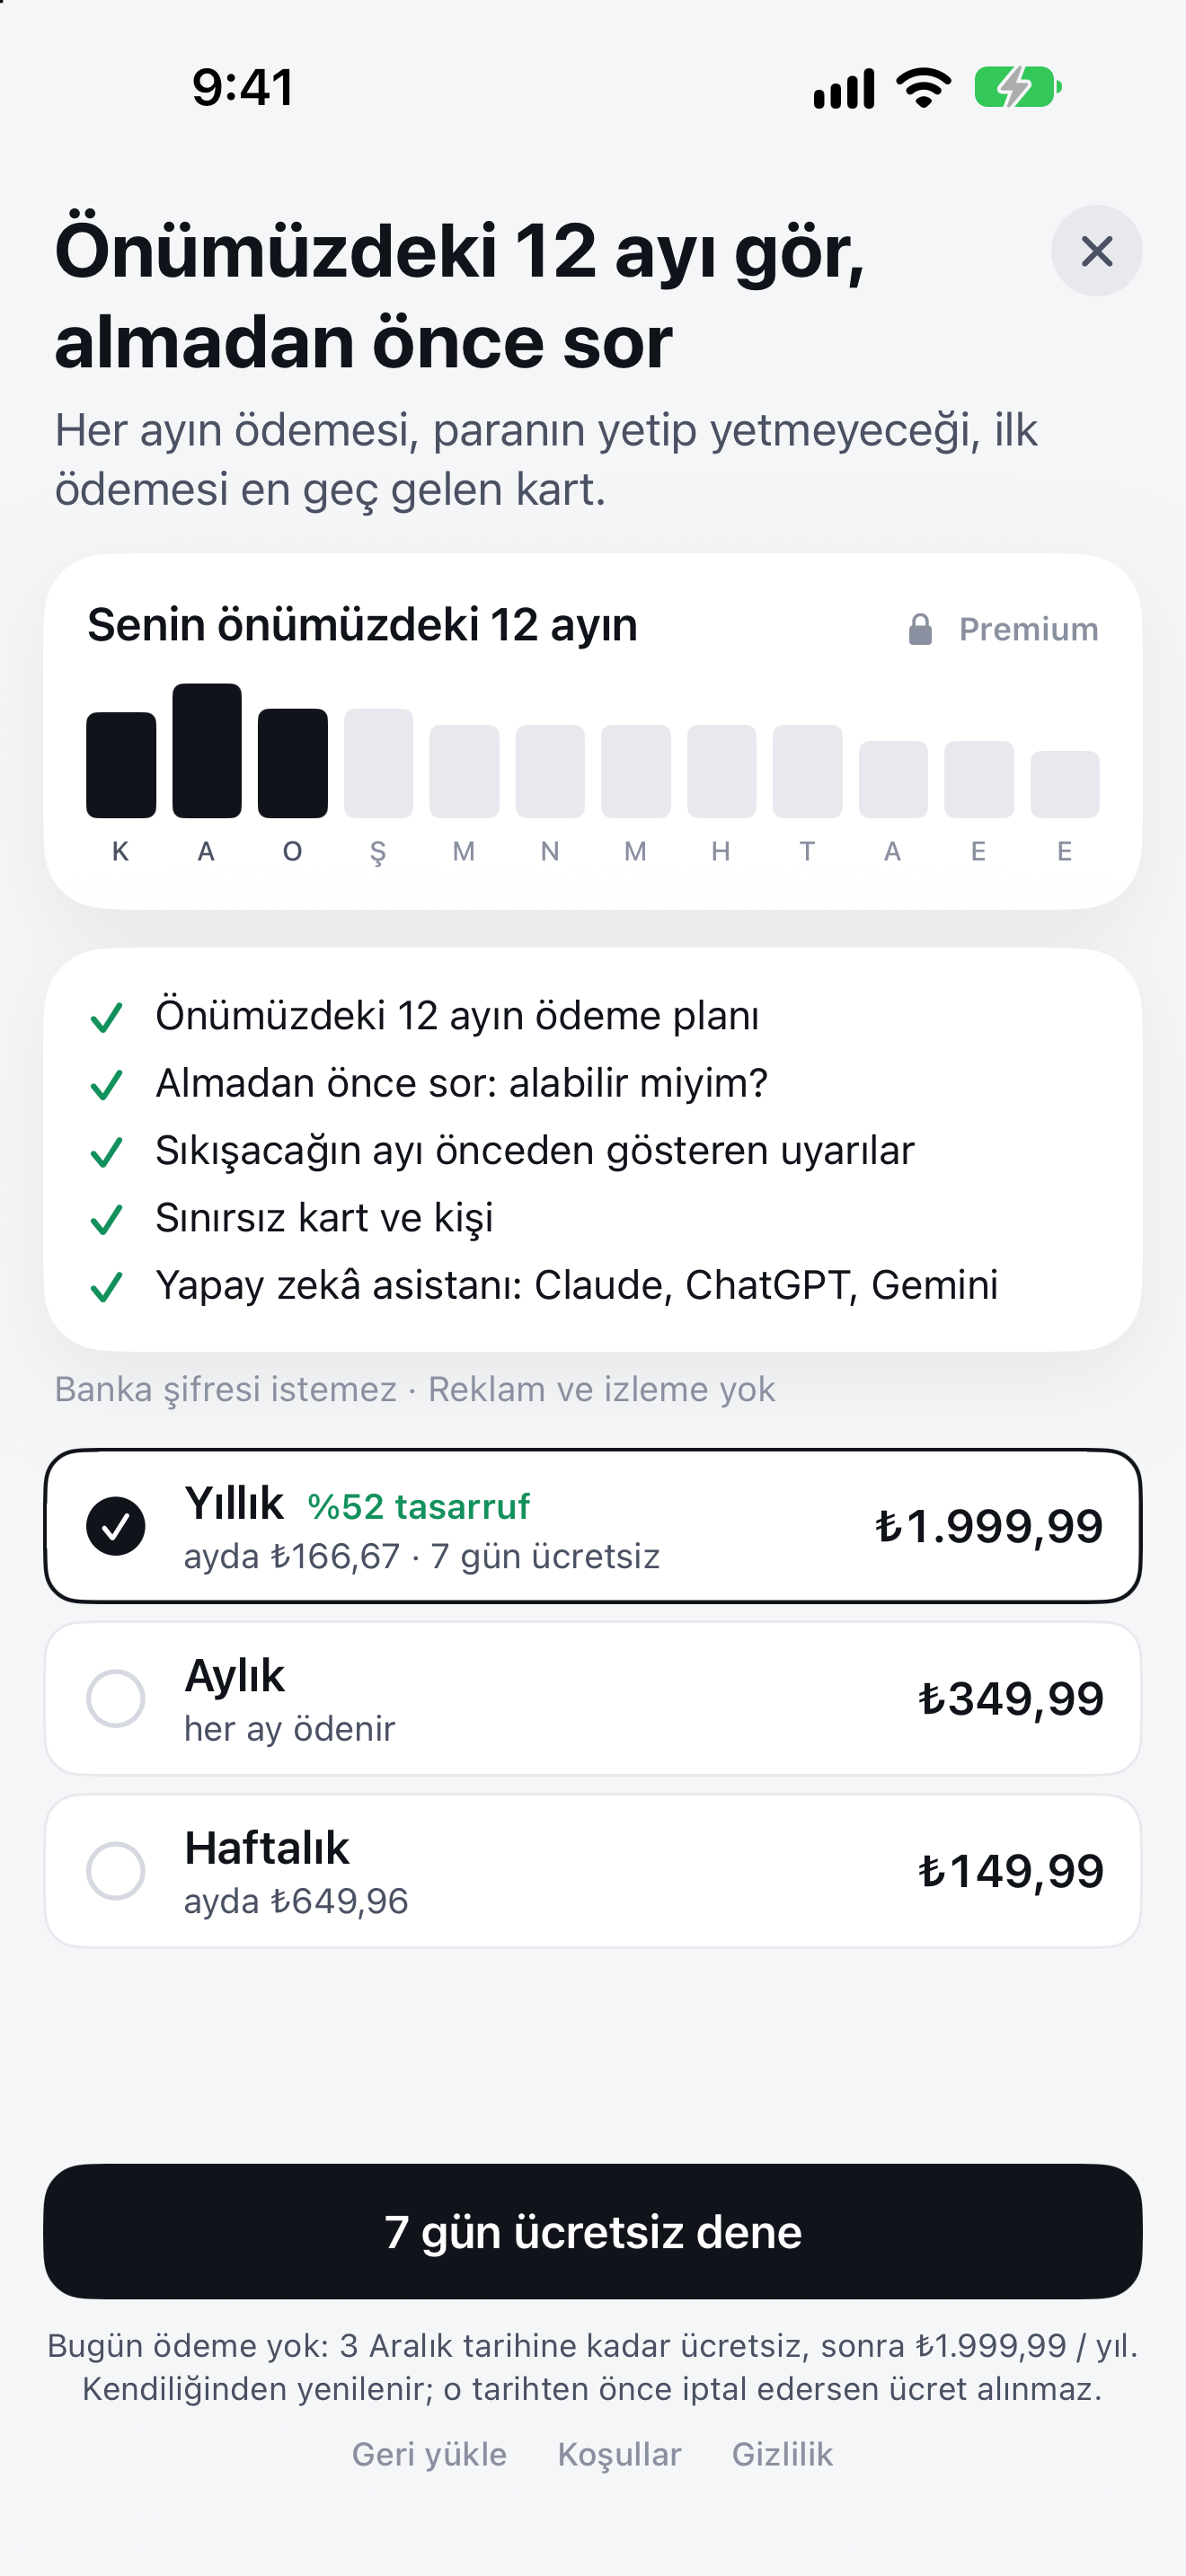 9:41
Önümüzdeki 12 ayı gör,
almadan önce sor
Her ayın ödemesi, paranın yetip yetmeyeceği, ilk
ödemesi en geç gelen kart.
Senin önümüzdeki 12 ayın
Premium
K A O Ş M N M H T A E E
Önümüzdeki 12 ayın ödeme planı
Almadan önce sor: alabilir miyim?
Sıkışacağın ayı önceden gösteren uyarılar
Sınırsız kart ve kişi
Yapay zekâ asistanı: Claude, ChatGPT, Gemini
Banka şifresi istemez · Reklam ve izleme yok
Yıllık %52 tasarruf
ayda ₺166,67 · 7 gün ücretsiz
₺1.999,99
Aylık
her ay ödenir
₺349,99
Haftalık
ayda ₺649,96
₺149,99
7 gün ücretsiz dene
Bugün ödeme yok: 3 Aralık tarihine kadar ücretsiz, sonra ₺1.999,99 / yıl.
Kendiliğinden yenilenir; o tarihten önce iptal edersen ücret alınmaz.
Geri yükle Koşullar Gizlilik